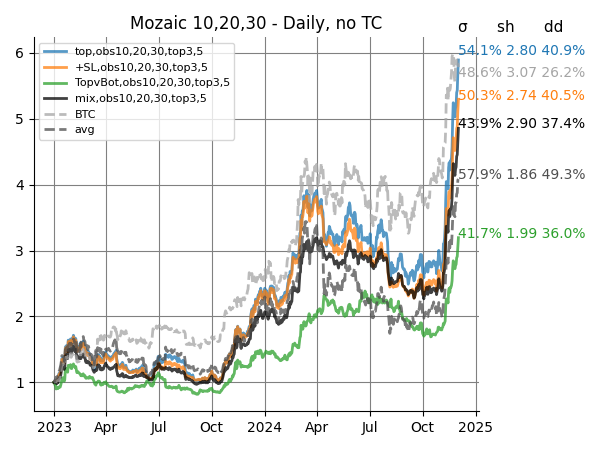 Mozaic 10,20,30 - Daily, no TC
σ sh dd
top,obs10,20,30,top3,5
+SL,obs10,20,30,top3,5
TopvBot,obs10,20,30,top3,5
mix,obs10,20,30,top3,5
BTC
avg
54.1% 2.80 40.9%
48.6% 3.07 26.2%
50.3% 2.74 40.5%
43.9% 2.90 37.4%
57.9% 1.86 49.3%
41.7% 1.99 36.0%
6
5
4
3
2
1
2023 Apr Jul Oct 2024 Apr Jul Oct 2025